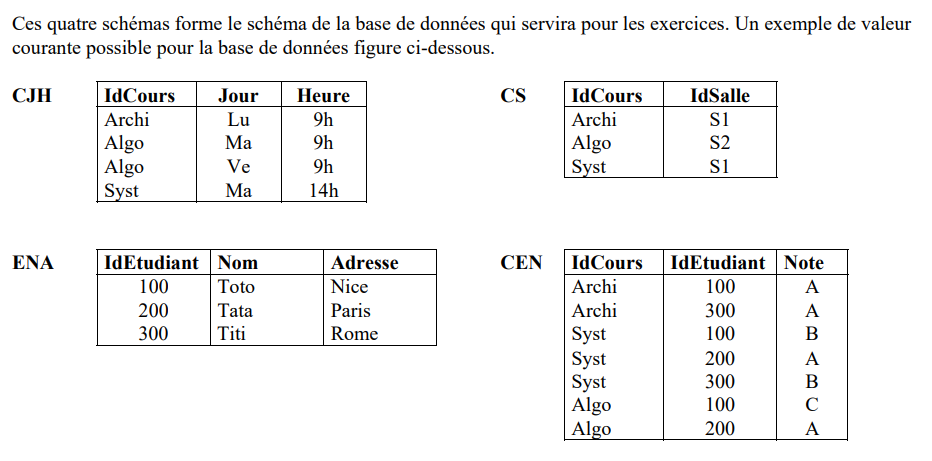 Ces quatre schémas forme le schéma de la base de données qui servira pour les exercices. Un exemple de valeur
courante possible pour la base de données figure ci-dessous.
CJH IdCours Jour Heure
Archi Lu 9h
Algo Ma 9h
Algo Ve 9h
Syst Ma 14h
CS IdCours IdSalle
Archi S1
Algo S2
Syst S1
ENA IdEtudiant Nom Adresse
100 Toto Nice
200 Tata Paris
300 Titi Rome
CEN IdCours IdEtudiant Note
Archi 100 A
Archi 300 A
Syst 100 B
Syst 200 A
Syst 300 B
Algo 100 C
Algo 200 A